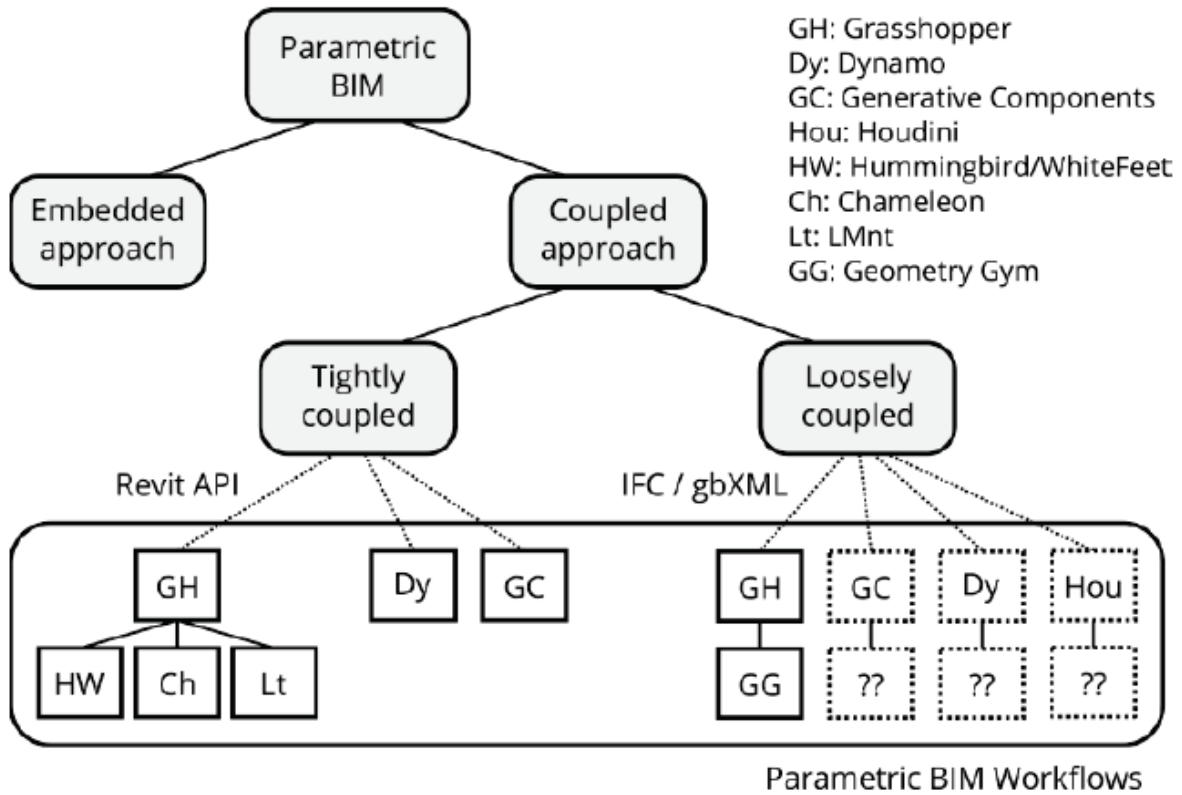 Parametric
BIM
GH: Grasshopper
Dy: Dynamo
GC: Generative Components
Hou: Houdini
HW: Hummingbird/WhiteFeet
Ch: Chameleon
Lt: LMnt
GG: Geometry Gym
Embedded
approach
Coupled
approach
Tightly
coupled
Loosely
coupled
Revit API
IFC / gbXML
GH
Dy
GC
GH
GC
Dy
Hou
HW
Ch
Lt
GG
??
??
??
Parametric BIM Workflows